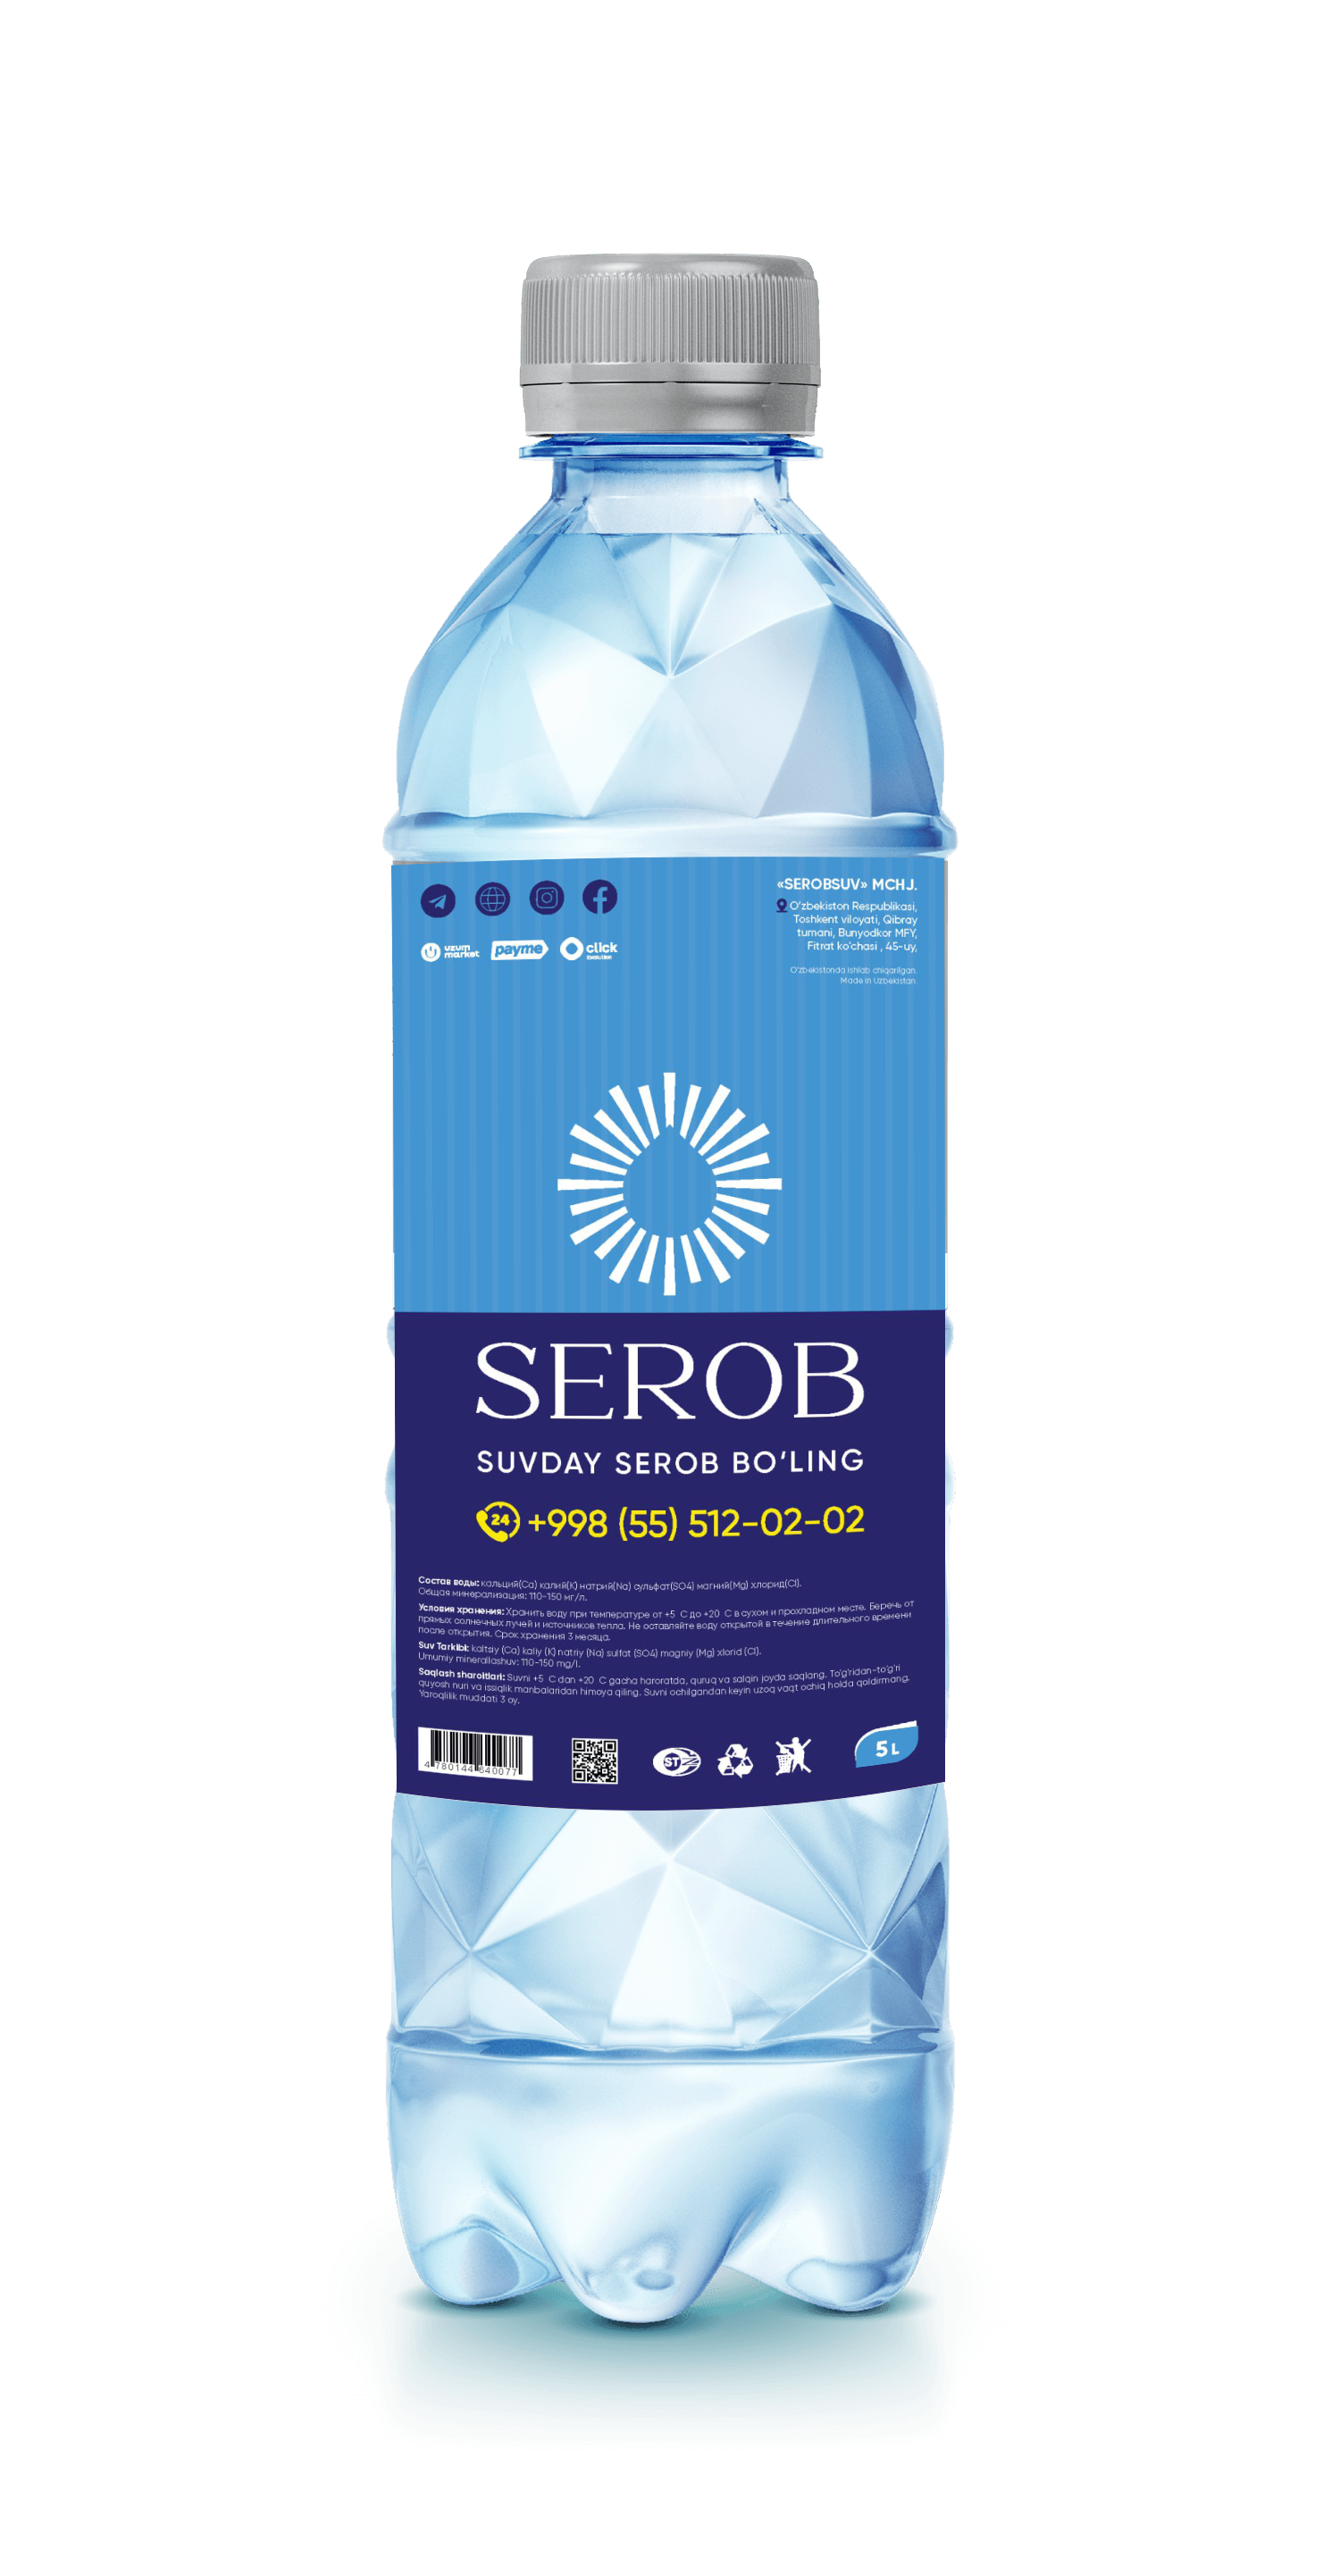 «SEROBSUV» MCHJ.
O'zbekiston Respublikasi,
Toshkent viloyati, Qibray
tumani, Bunyodkor MFY,
Fitrat ko'chasi , 45-uy,
O'zbekistonda ishlab chiqarilgan.
Made in Uzbekistan.
uzum
market
payme
click
Evolution
SEROB
SUVDAY SEROB BO'LING
24 +998 (55) 512-02-02
Состав воды: кальций(Ca) калий(K) натрий(Na) сульфат(SO4) магний(Mg) хлорид(Cl).
Общая минерализация: 110-150 мг/л.
Условия хранения: Хранить воду при температуре от +5 С до +20 С в сухом и прохладном месте. Беречь от
прямых солнечных лучей и источников тепла. Не оставляйте воду открытой в течение длительного времени
после открытия. Срок хранения 3 месяца.
Suv Tarkibi: kaltsiy (Ca) kaliy (K) natriy (Na) sulfat (SO4) magniy (Mg) xlorid (Cl).
Umumiy minerallashuv: 110-150 mg/l.
Saqlash sharoitlari: Suvni +5 C dan +20 C gacha haroratda, quruq va salqin joyda saqlang. To'g'ridan-to'g'ri
quyosh nuri va issiqlik manbalaridan himoya qiling. Suvni ochilgandan keyin uzoq vaqt ochiq holda qoldirmang.
Yaroqlilik muddati 3 oy.
4 780144 640077
ST
5 L